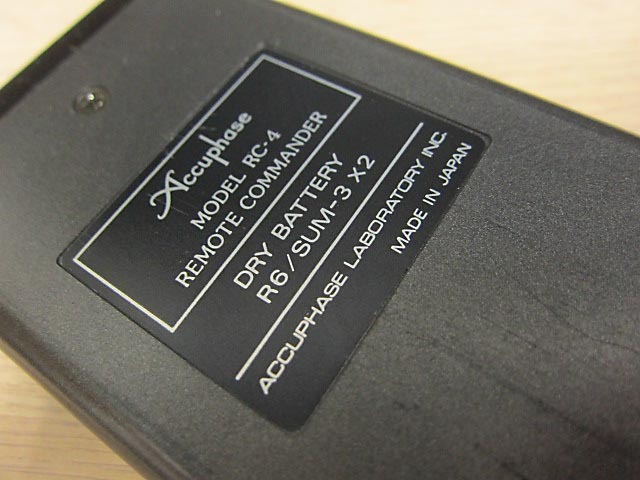 Accuphase
MODEL RC-4
REMOTE COMMANDER
DRY BATTERY
R6/SUM-3 X2
ACCUPHASE LABORATORY INC.
MADE IN JAPAN